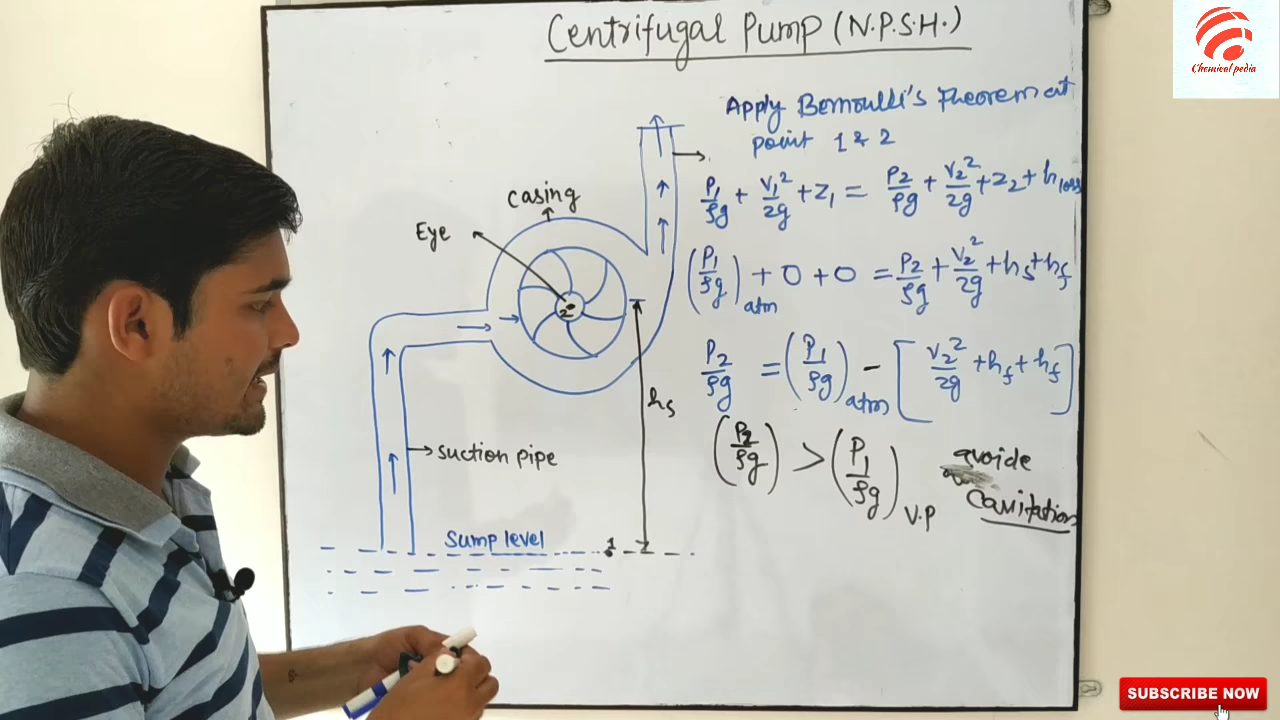 Centrifugal Pump (N.P.S.H.)
Chemical pedia
Apply Bernoulli's Theorem at
point 1 & 2
P₁/ρg + V₁²/2g + Z₁ = P₂/ρg + V₂²/2g + Z₂ + h loss
(P₁/ρg)atm + 0 + 0 = P₂/ρg + V₂²/2g + hs + hf
P₂/ρg = (P₁/ρg)atm - [V₂²/2g + hf + hf]
(P₂/ρg) > (P₁/ρg)V.P
avoide
Cavitation
Casing
Eye
2
hs
suction pipe
Sump level
1
SUBSCRIBE NOW